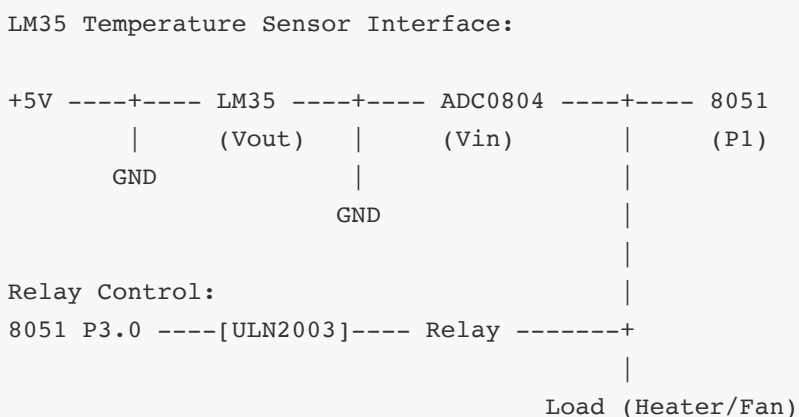 LM35 Temperature Sensor Interface:
+5V ----+---- LM35 ----+---- ADC0804 ----+---- 8051
| (Vout) | (Vin) | (P1)
GND | |
GND |
|
Relay Control: |
8051 P3.0 ----[ULN2003]---- Relay -------+
|
Load (Heater/Fan)